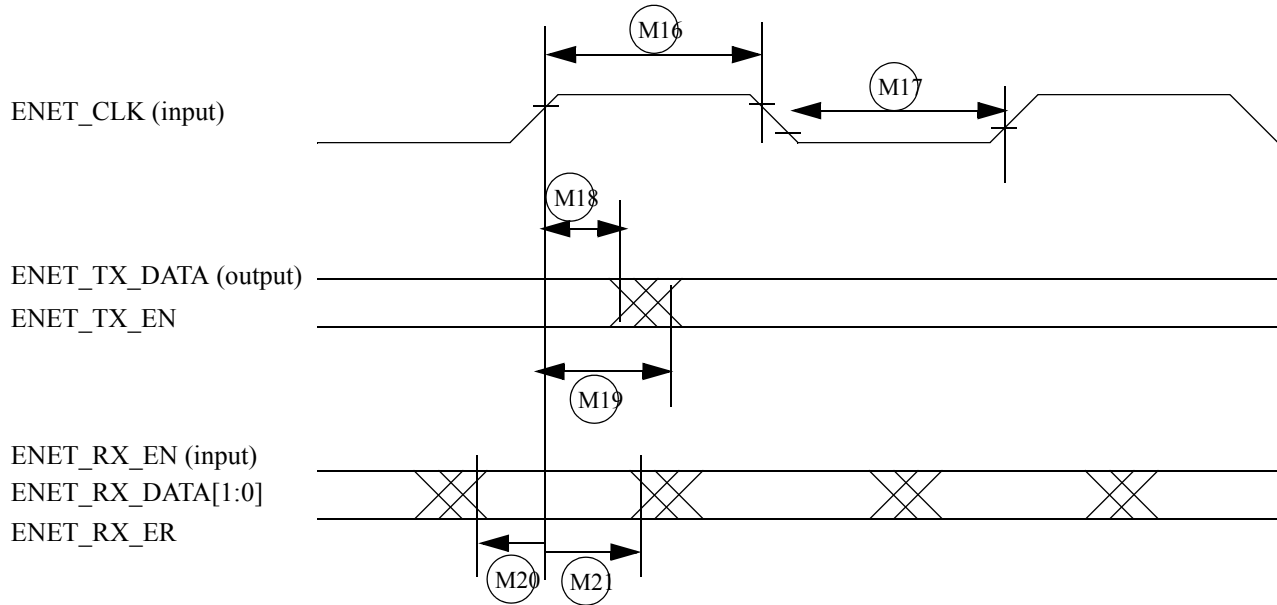 M16
M17
ENET_CLK (input)
M18
ENET_TX_DATA (output)
ENET_TX_EN
M19
ENET_RX_EN (input)
ENET_RX_DATA[1:0]
ENET_RX_ER
M20
M21